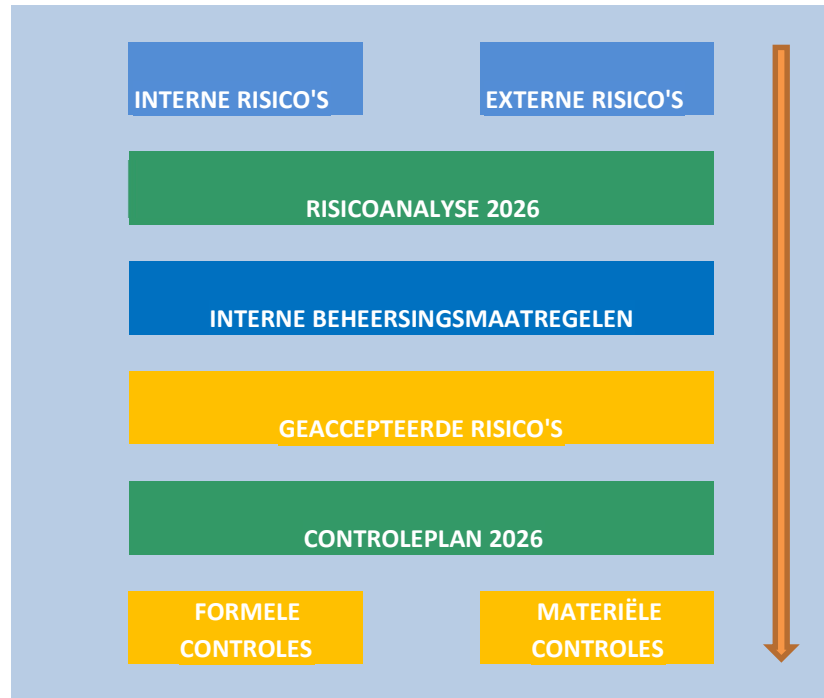 INTERNE RISICO'S
EXTERNE RISICO'S
RISICOANALYSE 2026
INTERNE BEHEERSINGSMAATREGELEN
GEACCEPTEERDE RISICO'S
CONTROLEPLAN 2026
FORMELE
CONTROLES
MATERIËLE
CONTROLES